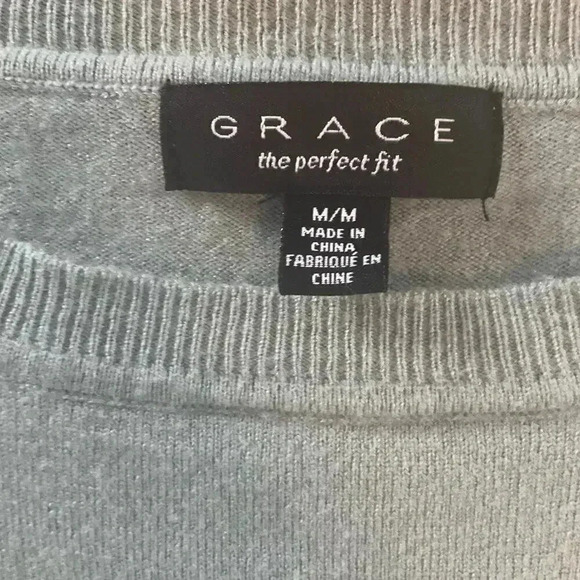 GRACE
the perfect fit
M/M
MADE IN
CHINA
FABRIQUÉ EN
CHINE